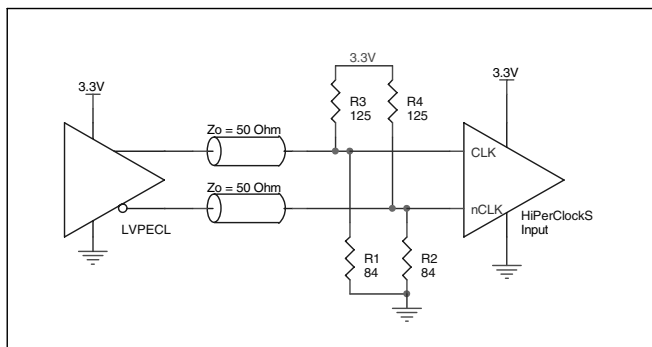 3.3V
3.3V
3.3V
R3
125
R4
125
Zo = 50 Ohm
CLK
Zo = 50 Ohm
nCLK
HiPerClockS
Input
LVPECL
R1
84
R2
84